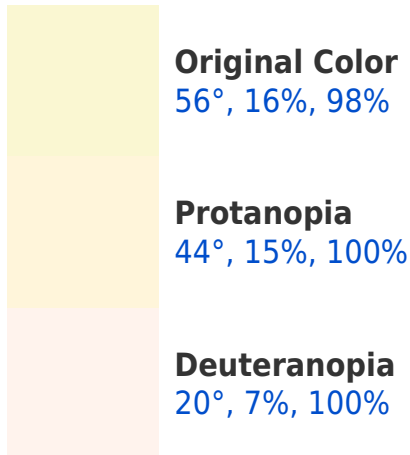 Original Color
56°, 16%, 98%
Protanopia
44°, 15%, 100%
Deuteranopia
20°, 7%, 100%